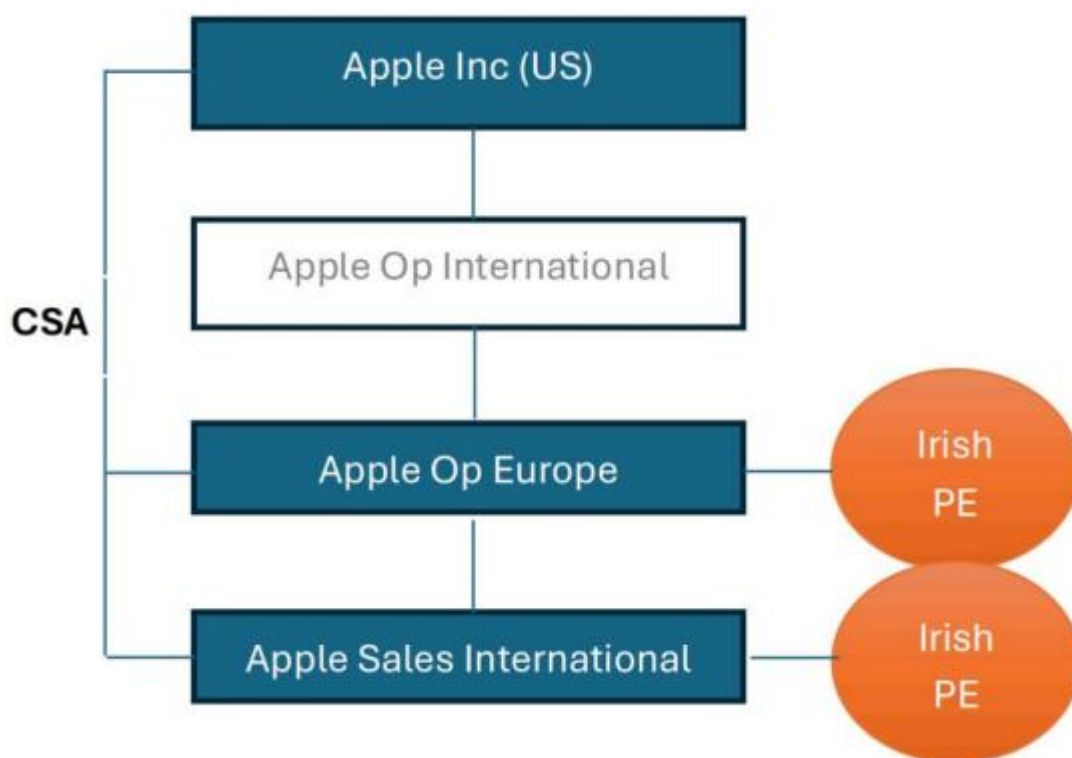 Apple Inc (US)
Apple Op International
CSA
Apple Op Europe
Irish
PE
Apple Sales International
Irish
PE